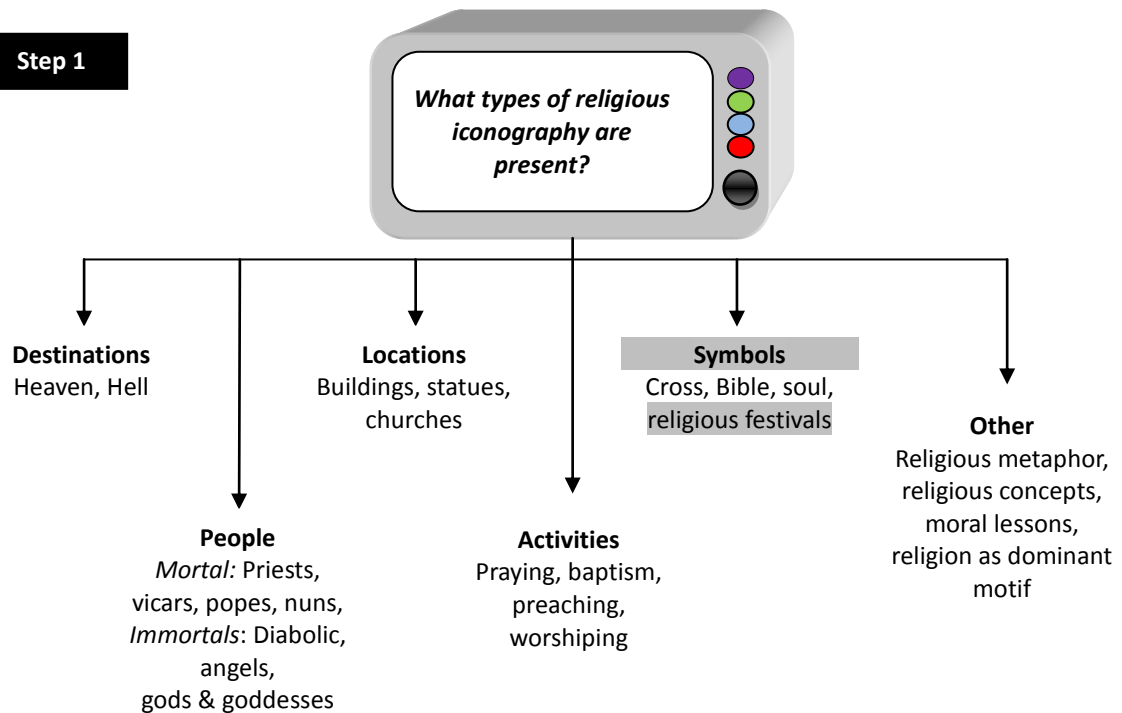 Step 1
What types of religious
iconography are
present?
Destinations
Heaven, Hell
Locations
Buildings, statues,
churches
Symbols
Cross, Bible, soul,
religious festivals
Other
Religious metaphor,
religious concepts,
moral lessons,
religion as dominant
motif
People
Mortal: Priests,
vicars, popes, nuns,
Immortals: Diabolic,
angels,
gods & goddesses
Activities
Praying, baptism,
preaching,
worshiping